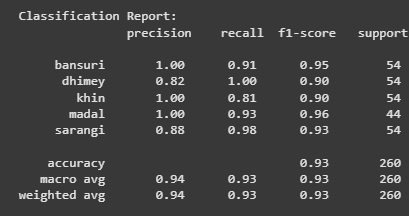 Classification Report:
precision recall f1-score support
bansuri 1.00 0.91 0.95 54
dhimey 0.82 1.00 0.90 54
khin 1.00 0.81 0.90 54
madal 1.00 0.93 0.96 44
sarangi 0.88 0.98 0.93 54
accuracy 0.93 260
macro avg 0.94 0.93 0.93 260
weighted avg 0.94 0.93 0.93 260